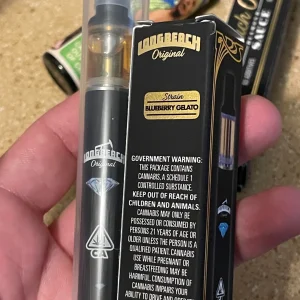 LONGBEACH
Original
Strain
BLUEBERRY GELATO
GOVERNMENT WARNING:
THIS PACKAGE CONTAINS
CANNABIS, A SCHEDULE 1
CONTROLLED SUBSTANCE.
KEEP OUT OF REACH OF
CHILDREN AND ANIMALS.
CANNABIS MAY ONLY BE
POSSESSED OR CONSUMED BY
PERSONS 21 YEARS OF AGE OR
OLDER UNLESS THE PERSON IS A
QUALIFIED PATIENT. CANNABIS
USE WHILE PREGNANT OR
BREASTFEEDING MAY BE
HARMFUL. CONSUMPTION OF
CANNABIS IMPAIRS YOUR
ABILITY TO DRIVE AND OPERATE
LONGBEACH
Original
CA
SAUCE